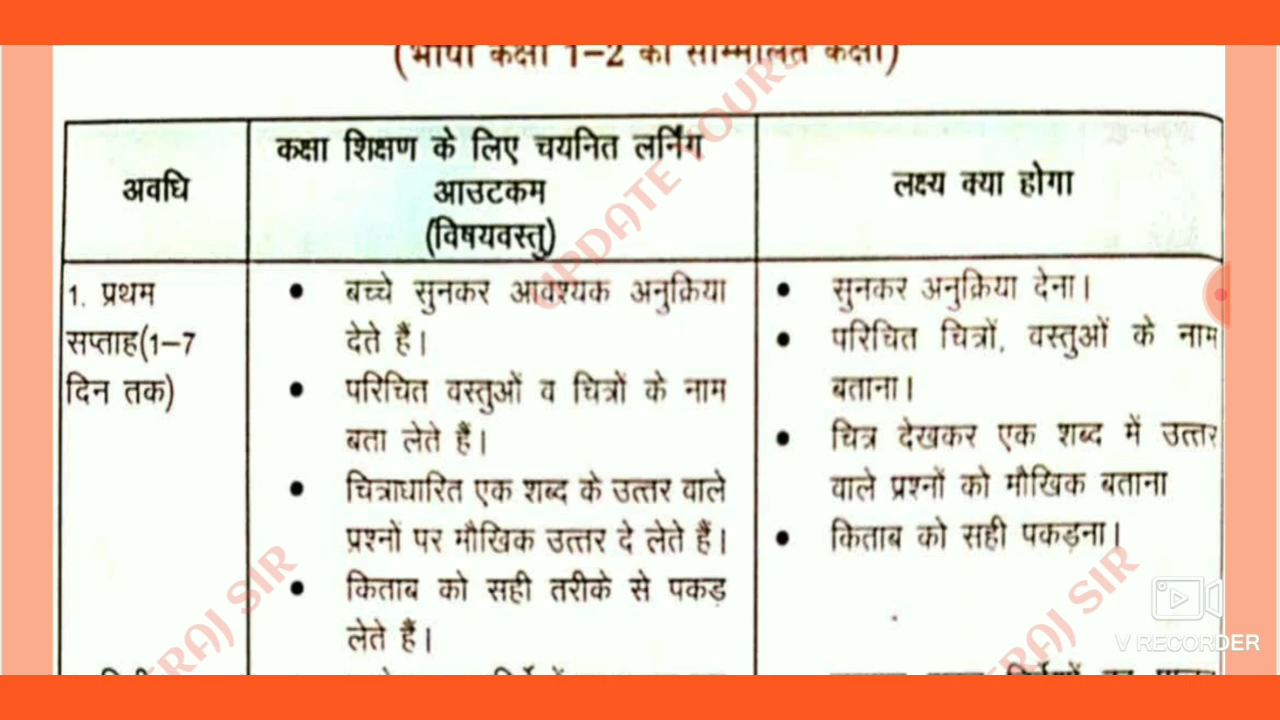 (भाषा कक्षा 1–2 की सम्मिलित कक्षा)
अवधि
कक्षा शिक्षण के लिए चयनित लर्निंग
आउटकम
(विषयवस्तु)
लक्ष्य क्या होगा
1. प्रथम
सप्ताह(1–7
दिन तक)
• बच्चे सुनकर आवश्यक अनुक्रिया
देते हैं।
• परिचित वस्तुओं व चित्रों के नाम
बता लेते हैं।
• चित्राधारित एक शब्द के उत्तर वाले
प्रश्नों पर मौखिक उत्तर दे लेते हैं।
• किताब को सही तरीके से पकड़
लेते हैं।
• सुनकर अनुक्रिया देना।
• परिचित चित्रों, वस्तुओं के नाम
बताना।
• चित्र देखकर एक शब्द में उत्तर
वाले प्रश्नों को मौखिक बताना
• किताब को सही पकड़ना।
UPDATE YOURS
RAJ SIR
RAJ SIR
V RECORDER